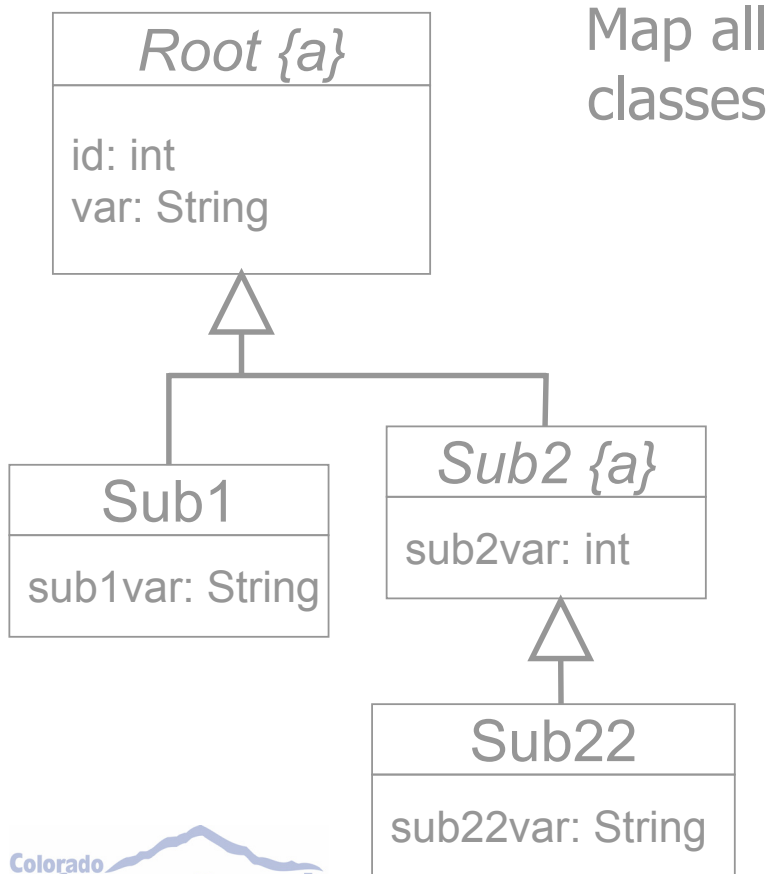 Root {a}
id: int
var: String
Map all
classes
Sub1
sub1var: String
Sub2 {a}
sub2var: int
Sub22
sub22var: String
Colorado